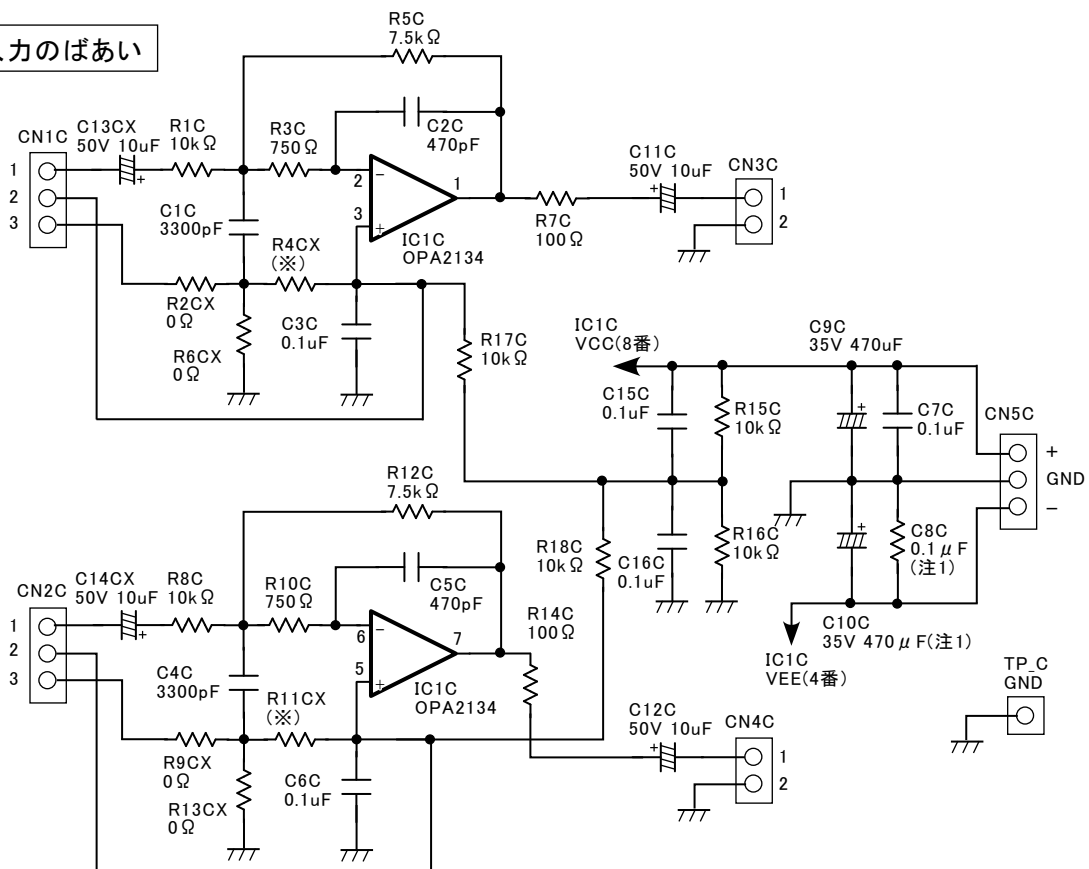 力のばあい
R5C
7.5kΩ
CN1C
C13CX
50V 10uF
R1C
10kΩ
R3C
750Ω
C2C
470pF
1
2
3
2
−
3
+
1
IC1C
OPA2134
C1C
3300pF
R4CX
(※)
R2CX
0Ω
R6CX
0Ω
C3C
0.1uF
R7C
100Ω
C11C
50V 10uF
CN3C
1
2
R17C
10kΩ
IC1C
VCC(8番)
C15C
0.1uF
R15C
10kΩ
C9C
35V 470uF
C7C
0.1uF
CN5C
+
GND
−
R18C
10kΩ
C16C
0.1uF
R16C
10kΩ
C8C
0.1μF
(注1)
C10C
35V 470μF(注1)
IC1C
VEE(4番)
TP_C
GND
R12C
7.5kΩ
CN2C
C14CX
50V 10uF
R8C
10kΩ
R10C
750Ω
C5C
470pF
1
2
3
6
−
5
+
7
IC1C
OPA2134
R14C
100Ω
C4C
3300pF
R11CX
(※)
R9CX
0Ω
R13CX
0Ω
C6C
0.1uF
C12C
50V 10uF
CN4C
1
2
+
+
+
+
+
+